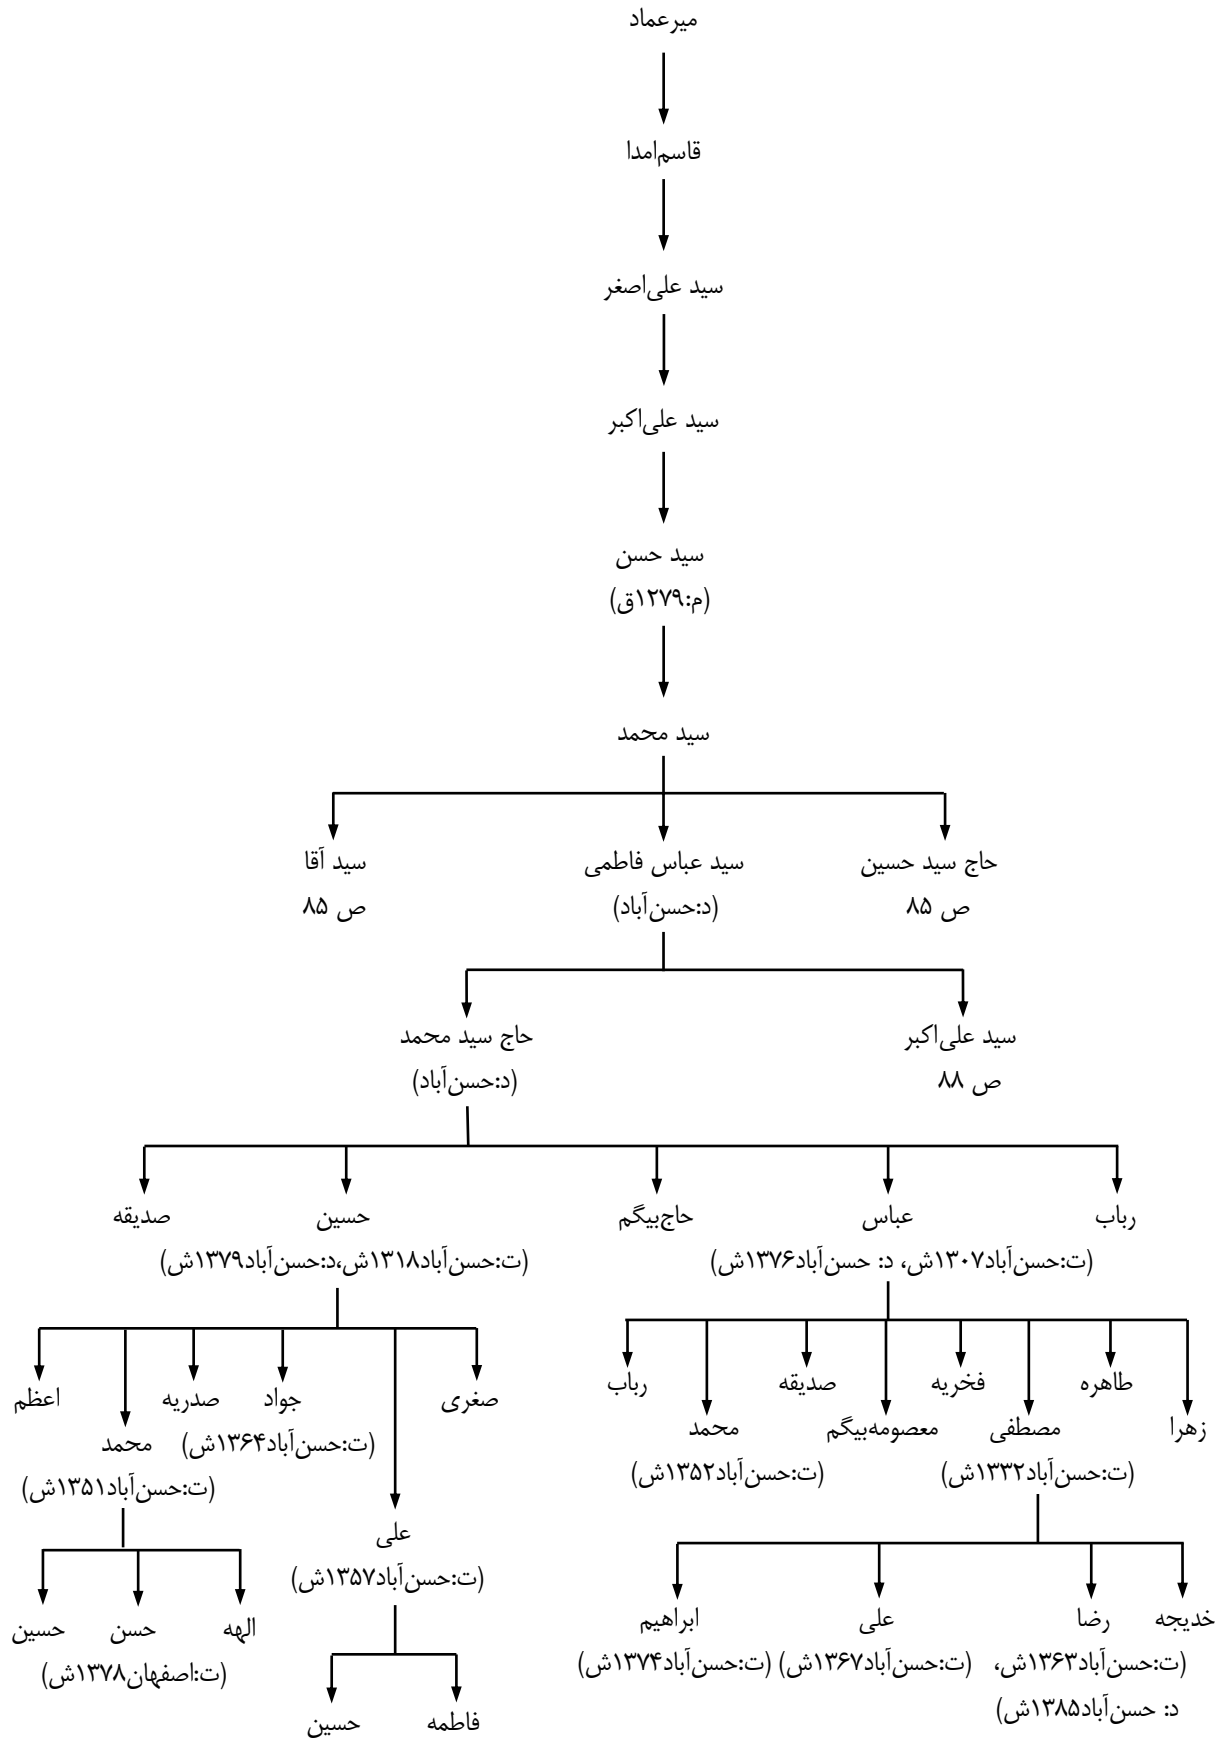 میرعماد
قاسم‌امدا
سید علی‌اصغر
سید علی‌اکبر
سید حسن
(م:۱۲۷۹ق)
سید محمد
حاج سید حسین
ص ۸۵
سید عباس فاطمی
(د:حسن‌آباد)
سید آقا
ص ۸۵
سید علی‌اکبر
ص ۸۸
حاج سید محمد
(د:حسن‌آباد)
رباب
عباس
(ت:حسن‌آباد۱۳۰۷ش، د: حسن‌آباد۱۳۷۶ش)
حاج‌بیگم
حسین
(ت:حسن‌آباد۱۳۱۸ش،د:حسن‌آباد۱۳۷۹ش)
صدیقه
زهرا
طاهره
مصطفی
(ت:حسن‌آباد۱۳۳۲ش)
فخریه
معصومه‌بیگم
صدیقه
محمد
(ت:حسن‌آباد۱۳۵۲ش)
رباب
صغری
علی
(ت:حسن‌آباد۱۳۵۷ش)
جواد
(ت:حسن‌آباد۱۳۶۴ش)
صدریه
محمد
(ت:حسن‌آباد۱۳۵۱ش)
اعظم
خدیجه
رضا
(ت:حسن‌آباد۱۳۶۳ش،
د: حسن‌آباد۱۳۸۵ش)
علی
(ت:حسن‌آباد۱۳۶۷ش)
ابراهیم
(ت:حسن‌آباد۱۳۷۴ش)
فاطمه
حسین
الهه
حسن
(ت:اصفهان۱۳۷۸ش)
حسین